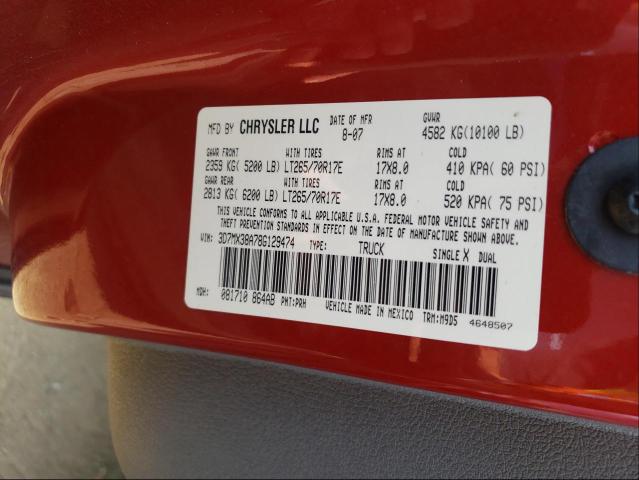 MFD BY CHRYSLER LLC DATE OF MFR 8-07 GVWR 4582 KG(10100 LB)
GAWR FRONT WITH TIRES RIMS AT COLD
2359 KG( 5200 LB) LT265/70R17E 17X8.0 410 KPA( 60 PSI)
GAWR REAR WITH TIRES RIMS AT COLD
2813 KG( 6200 LB) LT265/70R17E 17X8.0 520 KPA( 75 PSI)
THIS VEHICLE CONFORMS TO ALL APPLICABLE U.S.A. FEDERAL MOTOR VEHICLE SAFETY AND
THEFT PREVENTION STANDARDS IN EFFECT ON THE DATE OF MANUFACTURE SHOWN ABOVE.
VIN: 3D7MX38A78G129474 TYPE: TRUCK SINGLE X DUAL
MDH: 081710 864AB PNT:PRH VEHICLE MADE IN MEXICO TRM:M9D5 4648507